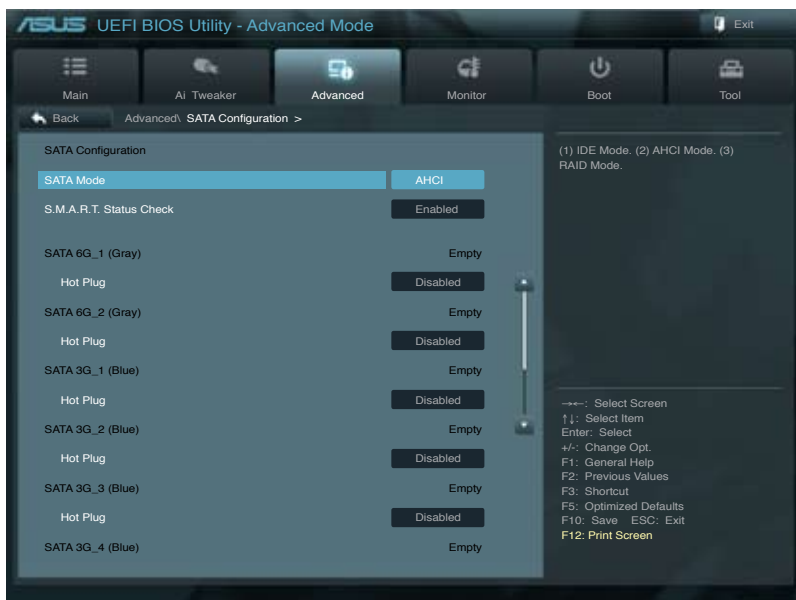 ASUS UEFI BIOS Utility - Advanced Mode
Exit
Main
Ai Tweaker
Advanced
Monitor
Boot
Tool
Back
Advanced\ SATA Configuration >
SATA Configuration
SATA Mode AHCI
S.M.A.R.T. Status Check Enabled
SATA 6G_1 (Gray) Empty
Hot Plug Disabled
SATA 6G_2 (Gray) Empty
Hot Plug Disabled
SATA 3G_1 (Blue) Empty
Hot Plug Disabled
SATA 3G_2 (Blue) Empty
Hot Plug Disabled
SATA 3G_3 (Blue) Empty
Hot Plug Disabled
SATA 3G_4 (Blue) Empty
(1) IDE Mode. (2) AHCI Mode. (3)
RAID Mode.
→←: Select Screen
↑↓: Select Item
Enter: Select
+/-: Change Opt.
F1: General Help
F2: Previous Values
F3: Shortcut
F5: Optimized Defaults
F10: Save ESC: Exit
F12: Print Screen